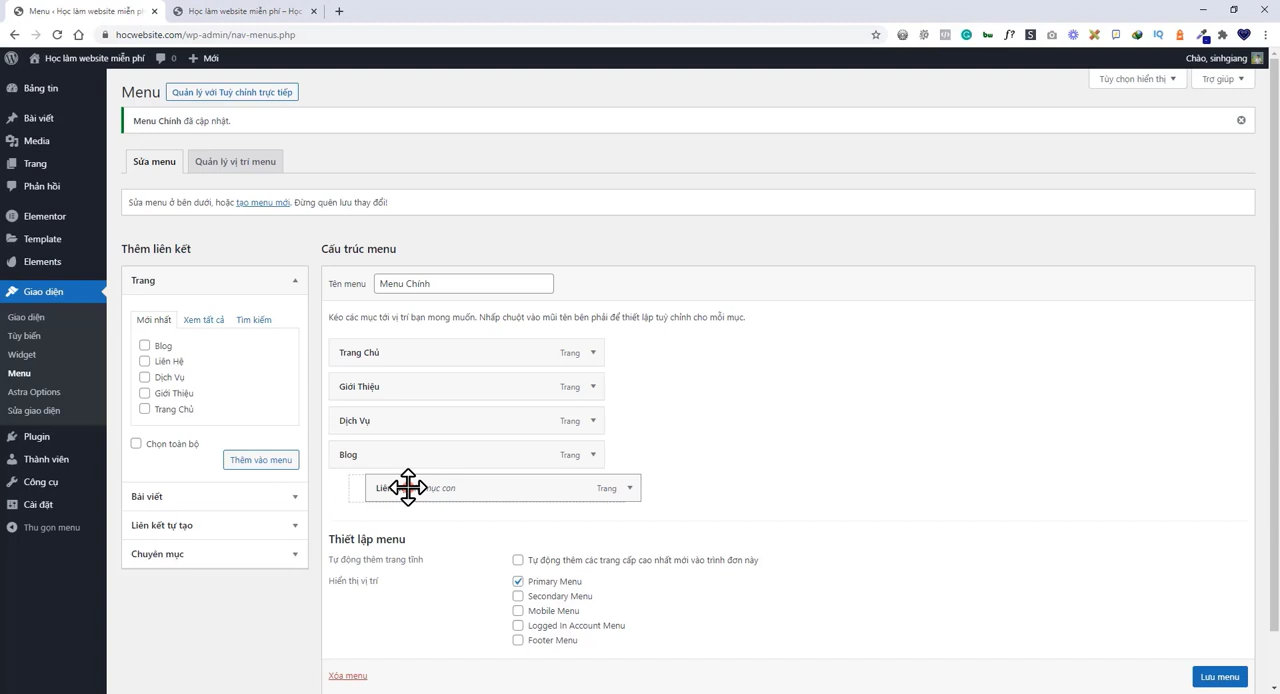 Menu ‹ Học làm website miễn phí
Học làm website miễn phí – Học
hocwebsite.com/wp-admin/nav-menus.php
Học làm website miễn phí
0
Mới
Chào, sinhgiang
Bảng tin
Bài viết
Media
Trang
Phản hồi
Elementor
Template
Elements
Giao diện
Giao diện
Tùy biến
Widget
Menu
Astra Options
Sửa giao diện
Plugin
Thành viên
Công cụ
Cài đặt
Thu gọn menu
Tùy chọn hiển thị
Trợ giúp
Menu
Quản lý với Tuỳ chỉnh trực tiếp
Menu Chính đã cập nhật.
Sửa menu
Quản lý vị trí menu
Sửa menu ở bên dưới, hoặc tạo menu mới. Đừng quên lưu thay đổi!
Thêm liên kết
Trang
Mới nhất
Xem tất cả
Tìm kiếm
Blog
Liên Hệ
Dịch Vụ
Giới Thiệu
Trang Chủ
Chọn toàn bộ
Thêm vào menu
Bài viết
Liên kết tự tạo
Chuyên mục
Cấu trúc menu
Tên menu
Menu Chính
Kéo các mục tới vị trí bạn mong muốn. Nhấp chuột vào mũi tên bên phải để thiết lập tuỳ chỉnh cho mỗi mục.
Trang Chủ Trang
Giới Thiệu Trang
Dịch Vụ Trang
Blog Trang
con Trang
Thiết lập menu
Tự động thêm trang tĩnh
Tự động thêm các trang cấp cao nhất mới vào trình đơn này
Hiển thị vị trí
Primary Menu
Secondary Menu
Mobile Menu
Logged In Account Menu
Footer Menu
Xóa menu
Lưu menu